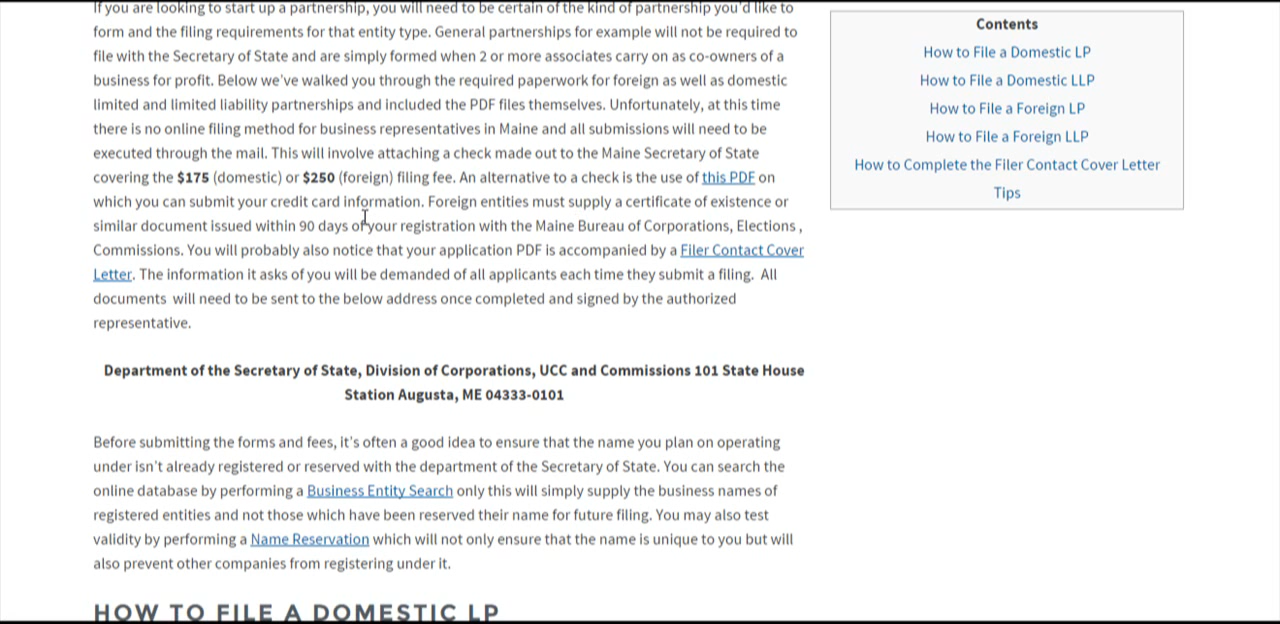 If you are looking to start up a partnership, you will need to be certain of the kind of partnership you'd like to
form and the filing requirements for that entity type. General partnerships for example will not be required to
file with the Secretary of State and are simply formed when 2 or more associates carry on as co-owners of a
business for profit. Below we've walked you through the required paperwork for foreign as well as domestic
limited and limited liability partnerships and included the PDF files themselves. Unfortunately, at this time
there is no online filing method for business representatives in Maine and all submissions will need to be
executed through the mail. This will involve attaching a check made out to the Maine Secretary of State
covering the $175 (domestic) or $250 (foreign) filing fee. An alternative to a check is the use of this PDF on
which you can submit your credit card information. Foreign entities must supply a certificate of existence or
similar document issued within 90 days of your registration with the Maine Bureau of Corporations, Elections ,
Commissions. You will probably also notice that your application PDF is accompanied by a Filer Contact Cover
Letter. The information it asks of you will be demanded of all applicants each time they submit a filing. All
documents will need to be sent to the below address once completed and signed by the authorized
representative.
Department of the Secretary of State, Division of Corporations, UCC and Commissions 101 State House
Station Augusta, ME 04333-0101
Before submitting the forms and fees, it's often a good idea to ensure that the name you plan on operating
under isn't already registered or reserved with the department of the Secretary of State. You can search the
online database by performing a Business Entity Search only this will simply supply the business names of
registered entities and not those which have been reserved their name for future filing. You may also test
validity by performing a Name Reservation which will not only ensure that the name is unique to you but will
also prevent other companies from registering under it.
HOW TO FILE A DOMESTIC LP
Contents
How to File a Domestic LP
How to File a Domestic LLP
How to File a Foreign LP
How to File a Foreign LLP
How to Complete the Filer Contact Cover Letter
Tips